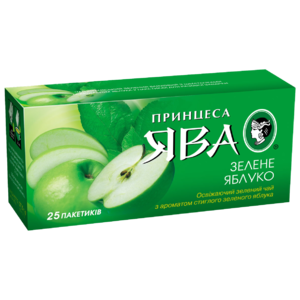 ПРИНЦЕСА
ЯВА
ЗЕЛЕНЕ
ЯБЛУКО
Освіжаючий зелений чай
з ароматом стиглого зеленого яблука
25 ПАКЕТИКІВ